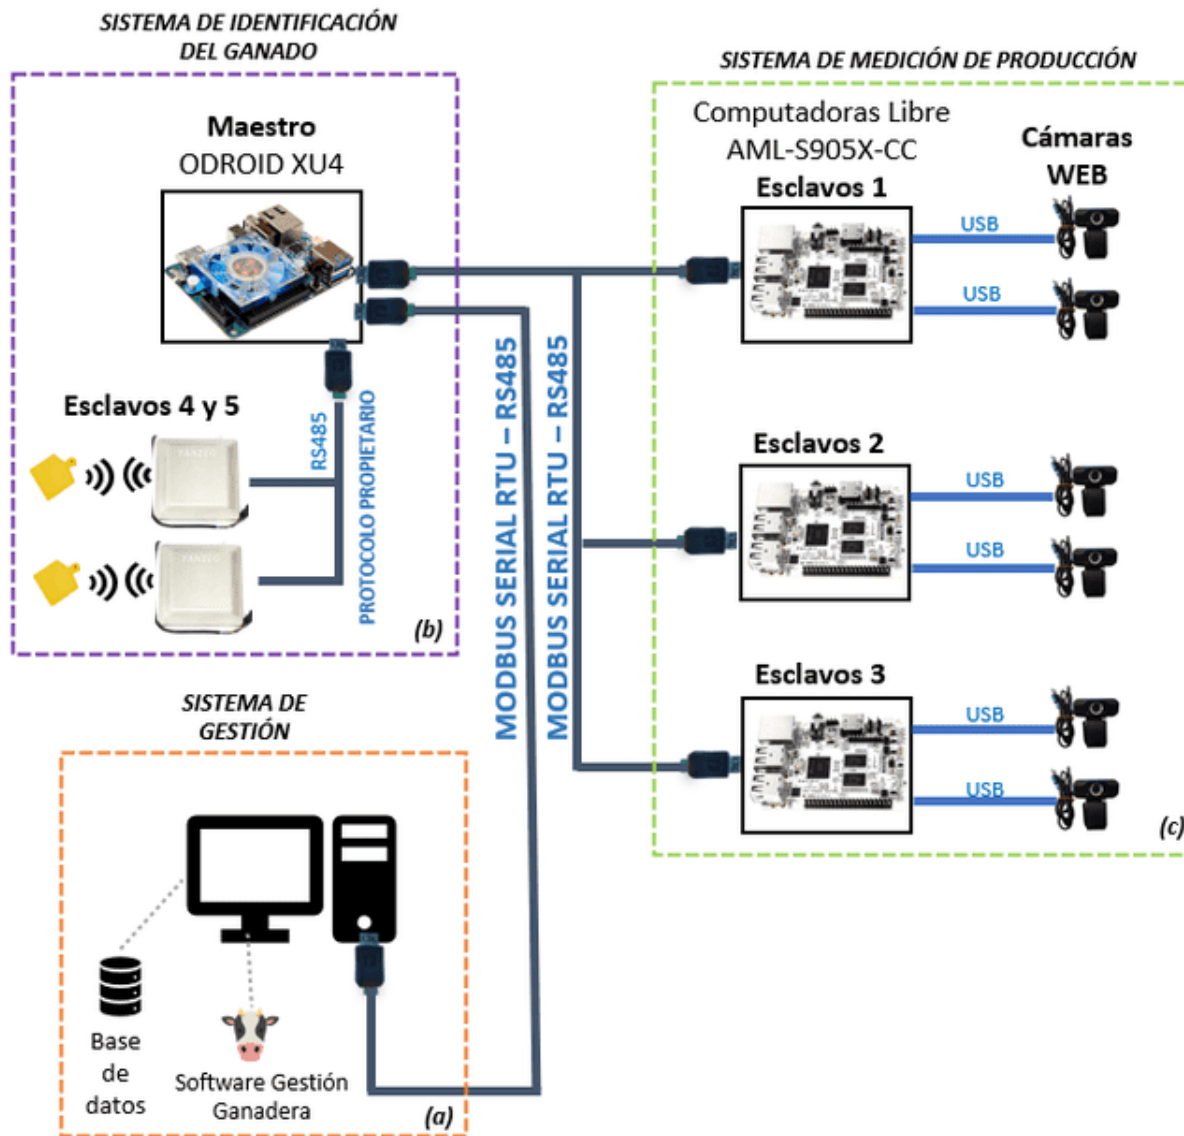 SISTEMA DE IDENTIFICACIÓN
DEL GANADO
Maestro
ODROID XU4
Esclavos 4 y 5
RS485
PROTOCOLO PROPIETARIO
(b)
MODBUS SERIAL RTU – RS485
MODBUS SERIAL RTU – RS485
SISTEMA DE MEDICIÓN DE PRODUCCIÓN
Computadoras Libre
AML-S905X-CC
Esclavos 1
Cámaras
WEB
USB
USB
Esclavos 2
USB
USB
Esclavos 3
USB
USB
(c)
SISTEMA DE
GESTIÓN
Base
de
datos
Software Gestión
Ganadera
(a)